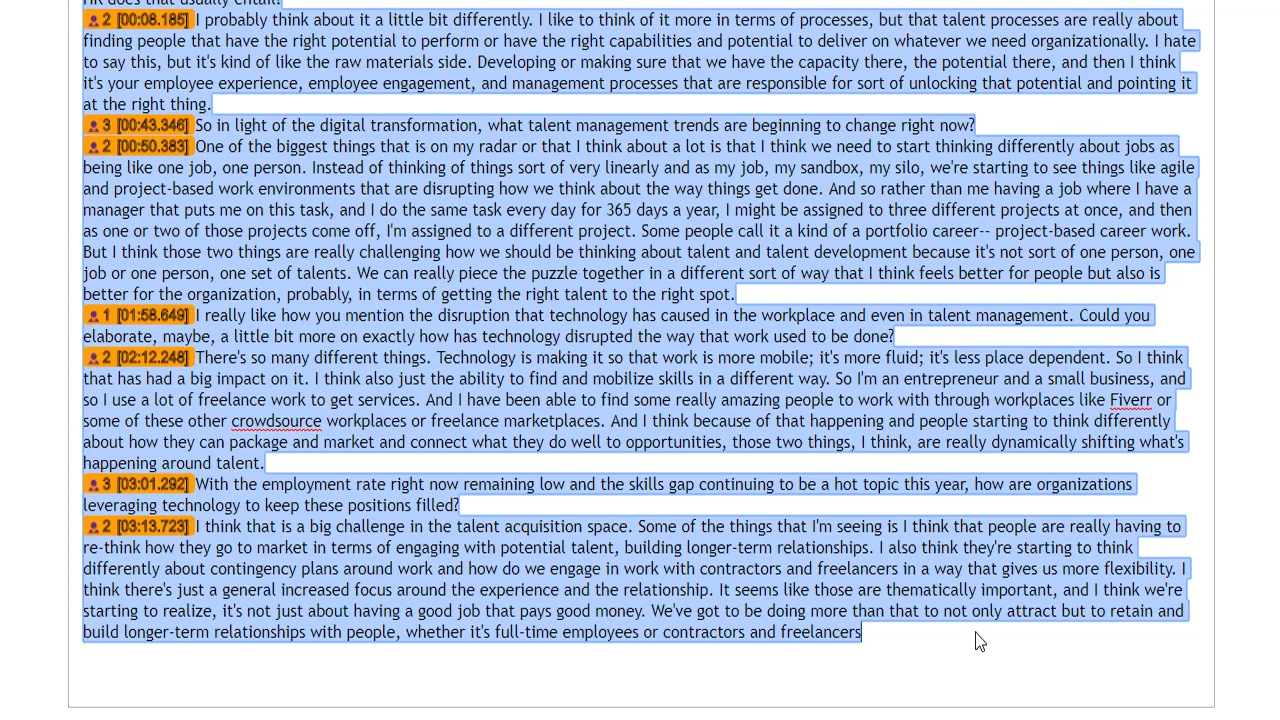 HR does that usually entail?
2 [00:08.185] I probably think about it a little bit differently. I like to think of it more in terms of processes, but that talent processes are really about
finding people that have the right potential to perform or have the right capabilities and potential to deliver on whatever we need organizationally. I hate
to say this, but it's kind of like the raw materials side. Developing or making sure that we have the capacity there, the potential there, and then I think
it's your employee experience, employee engagement, and management processes that are responsible for sort of unlocking that potential and pointing it
at the right thing.
3 [00:43.346] So in light of the digital transformation, what talent management trends are beginning to change right now?
2 [00:50.383] One of the biggest things that is on my radar or that I think about a lot is that I think we need to start thinking differently about jobs as
being like one job, one person. Instead of thinking of things sort of very linearly and as my job, my sandbox, my silo, we're starting to see things like agile
and project-based work environments that are disrupting how we think about the way things get done. And so rather than me having a job where I have a
manager that puts me on this task, and I do the same task every day for 365 days a year, I might be assigned to three different projects at once, and then
as one or two of those projects come off, I'm assigned to a different project. Some people call it a kind of a portfolio career-- project-based career work.
But I think those two things are really challenging how we should be thinking about talent and talent development because it's not sort of one person, one
job or one person, one set of talents. We can really piece the puzzle together in a different sort of way that I think feels better for people but also is
better for the organization, probably, in terms of getting the right talent to the right spot.
1 [01:58.649] I really like how you mention the disruption that technology has caused in the workplace and even in talent management. Could you
elaborate, maybe, a little bit more on exactly how has technology disrupted the way that work used to be done?
2 [02:12.248] There's so many different things. Technology is making it so that work is more mobile; it's more fluid; it's less place dependent. So I think
that has had a big impact on it. I think also just the ability to find and mobilize skills in a different way. So I'm an entrepreneur and a small business, and
so I use a lot of freelance work to get services. And I have been able to find some really amazing people to work with through workplaces like Fiverr or
some of these other crowdsource workplaces or freelance marketplaces. And I think because of that happening and people starting to think differently
about how they can package and market and connect what they do well to opportunities, those two things, I think, are really dynamically shifting what's
happening around talent.
3 [03:01.292] With the employment rate right now remaining low and the skills gap continuing to be a hot topic this year, how are organizations
leveraging technology to keep these positions filled?
2 [03:13.723] I think that is a big challenge in the talent acquisition space. Some of the things that I'm seeing is I think that people are really having to
re-think how they go to market in terms of engaging with potential talent, building longer-term relationships. I also think they're starting to think
differently about contingency plans around work and how do we engage in work with contractors and freelancers in a way that gives us more flexibility. I
think there's just a general increased focus around the experience and the relationship. It seems like those are thematically important, and I think we're
starting to realize, it's not just about having a good job that pays good money. We've got to be doing more than that to not only attract but to retain and
build longer-term relationships with people, whether it's full-time employees or contractors and freelancers